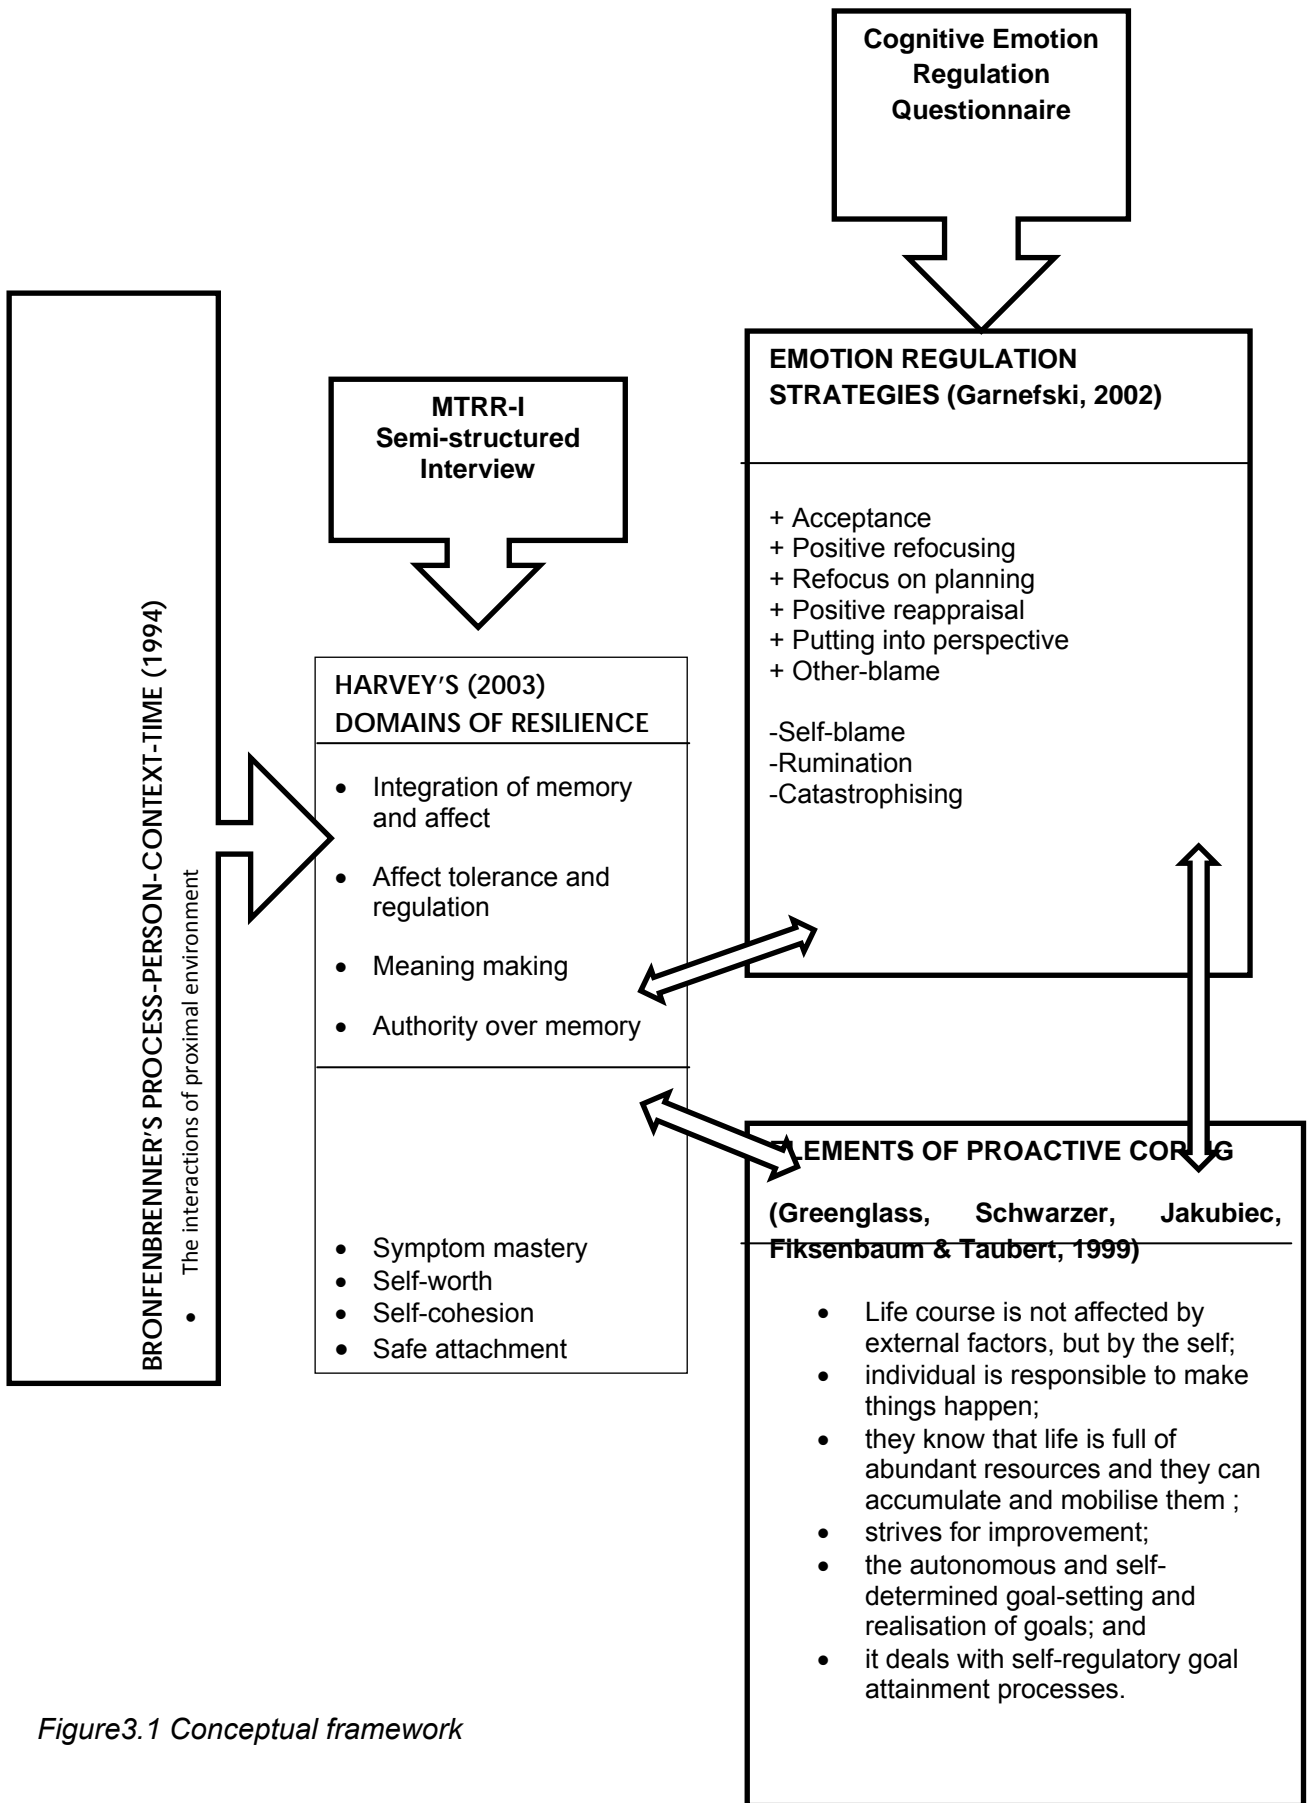 Cognitive Emotion
Regulation
Questionnaire
BRONFENBRENNER'S PROCESS-PERSON-CONTEXT-TIME (1994)
• The interactions of proximal environment
MTRR-I
Semi-structured
Interview
HARVEY'S (2003)
DOMAINS OF RESILIENCE
• Integration of memory
and affect
• Affect tolerance and
regulation
• Meaning making
• Authority over memory
• Symptom mastery
• Self-worth
• Self-cohesion
• Safe attachment
EMOTION REGULATION
STRATEGIES (Garnefski, 2002)
+ Acceptance
+ Positive refocusing
+ Refocus on planning
+ Positive reappraisal
+ Putting into perspective
+ Other-blame
-Self-blame
-Rumination
-Catastrophising
ELEMENTS OF PROACTIVE COPING
(Greenglass, Schwarzer, Jakubiec,
Fiksenbaum & Taubert, 1999)
• Life course is not affected by
external factors, but by the self;
• individual is responsible to make
things happen;
• they know that life is full of
abundant resources and they can
accumulate and mobilise them ;
• strives for improvement;
• the autonomous and self-
determined goal-setting and
realisation of goals; and
• it deals with self-regulatory goal
attainment processes.
Figure3.1 Conceptual framework